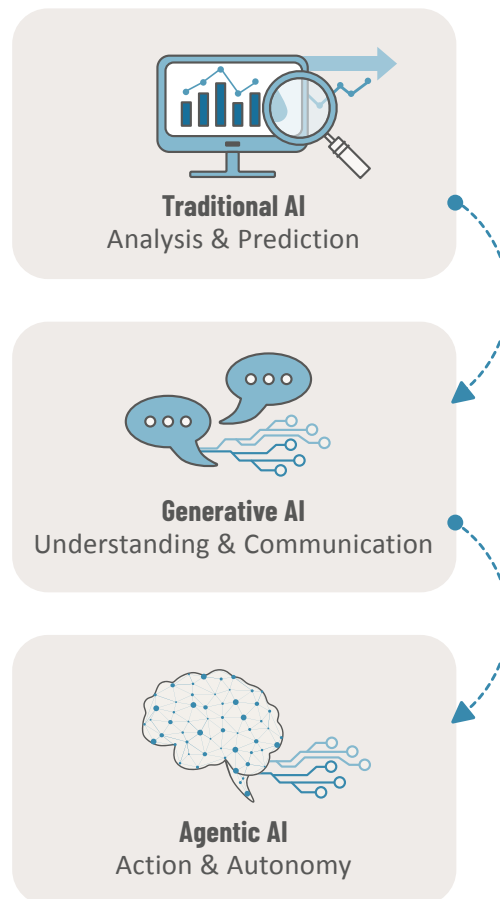 Traditional AI
Analysis & Prediction
Generative AI
Understanding & Communication
Agentic AI
Action & Autonomy